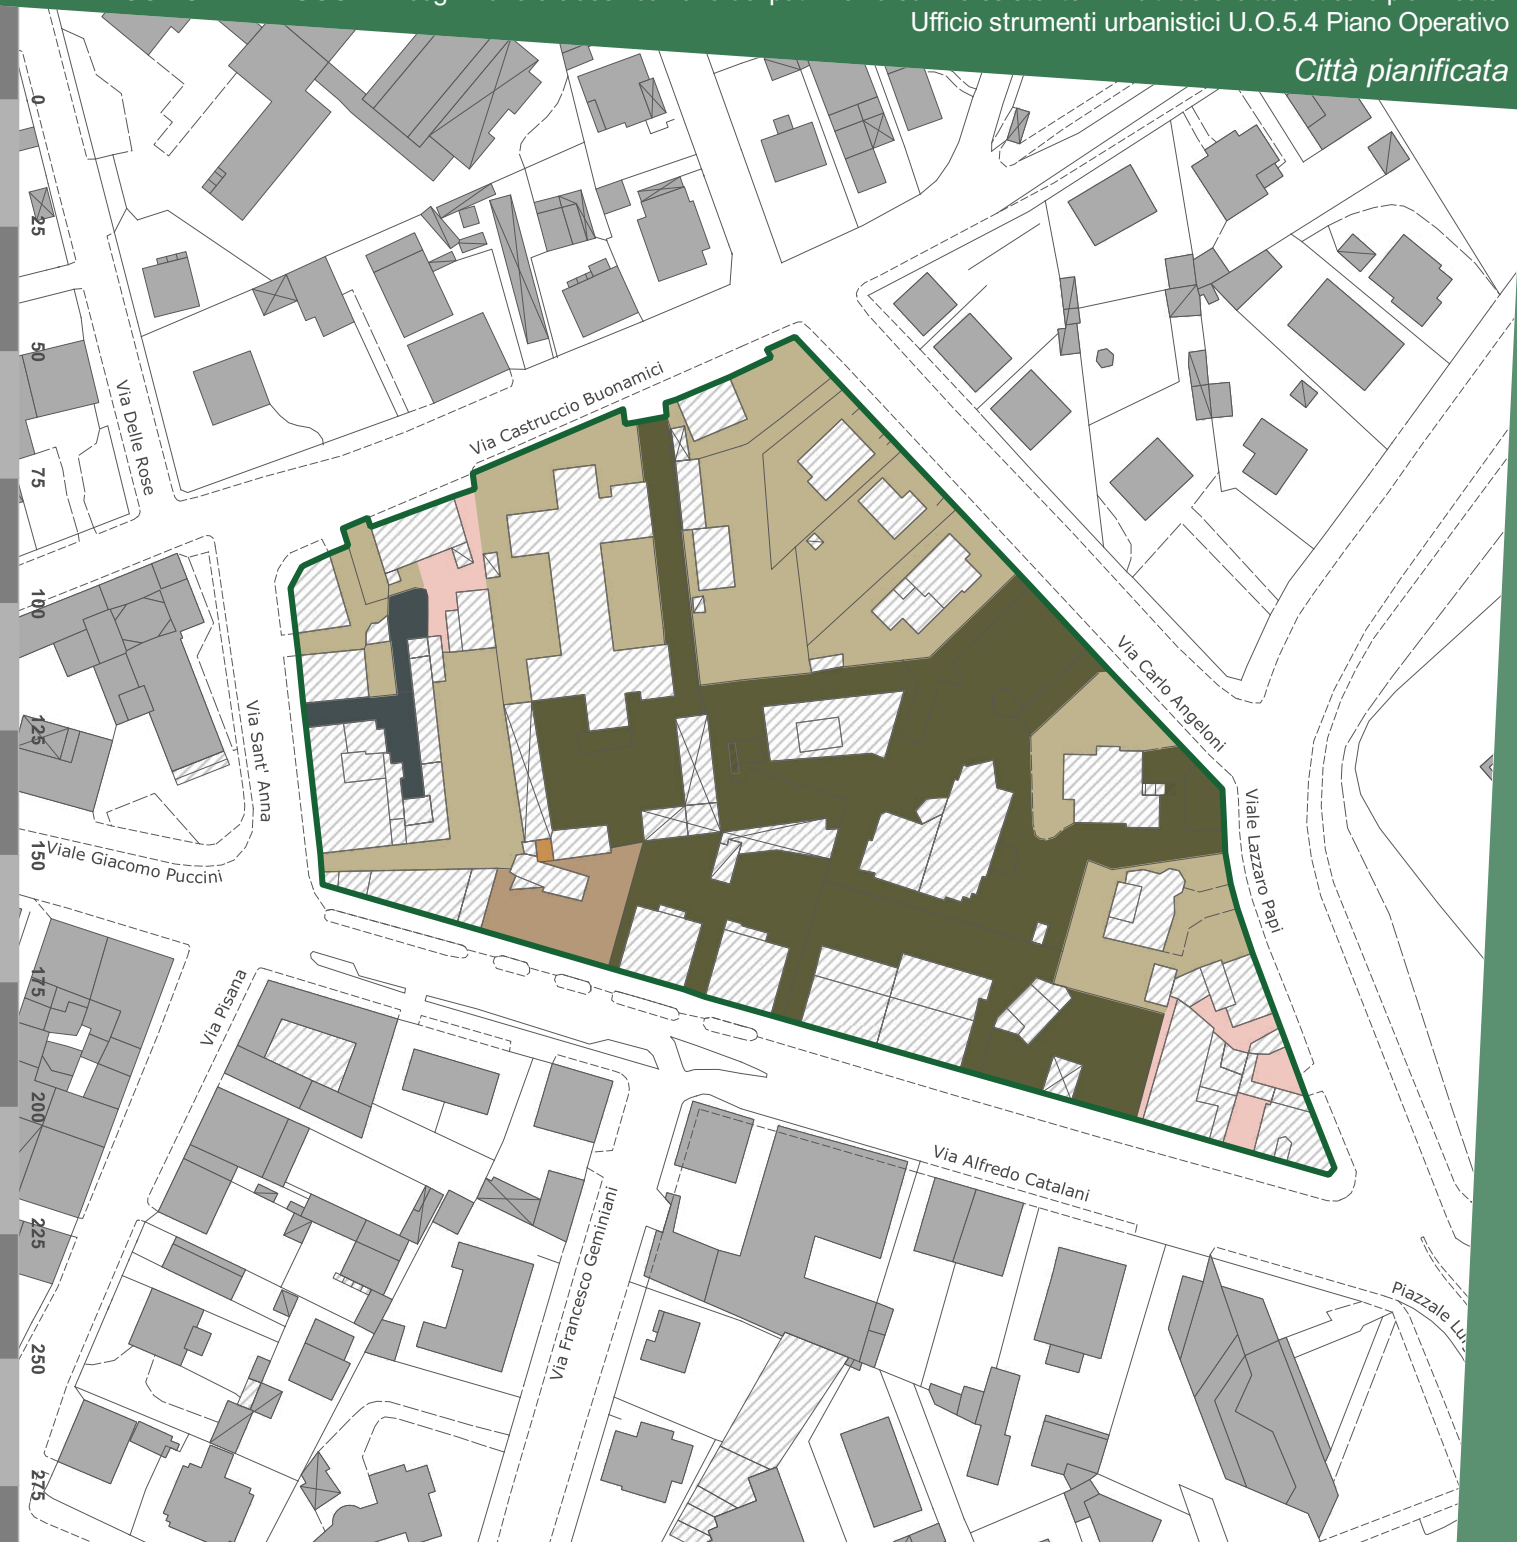 Ufficio strumenti urbanistici U.O.5.4 Piano Operativo
Città pianificata
0
25
50
75
100
125
150
175
200
225
250
275
Via Delle Rose
Via Castruccio Buonamici
Via Carlo Angeloni
Via Sant' Anna
Viale Giacomo Puccini
Viale Lazzaro Papi
Via Pisana
Via Alfredo Catalani
Via Francesco Geminiani
Piazzale